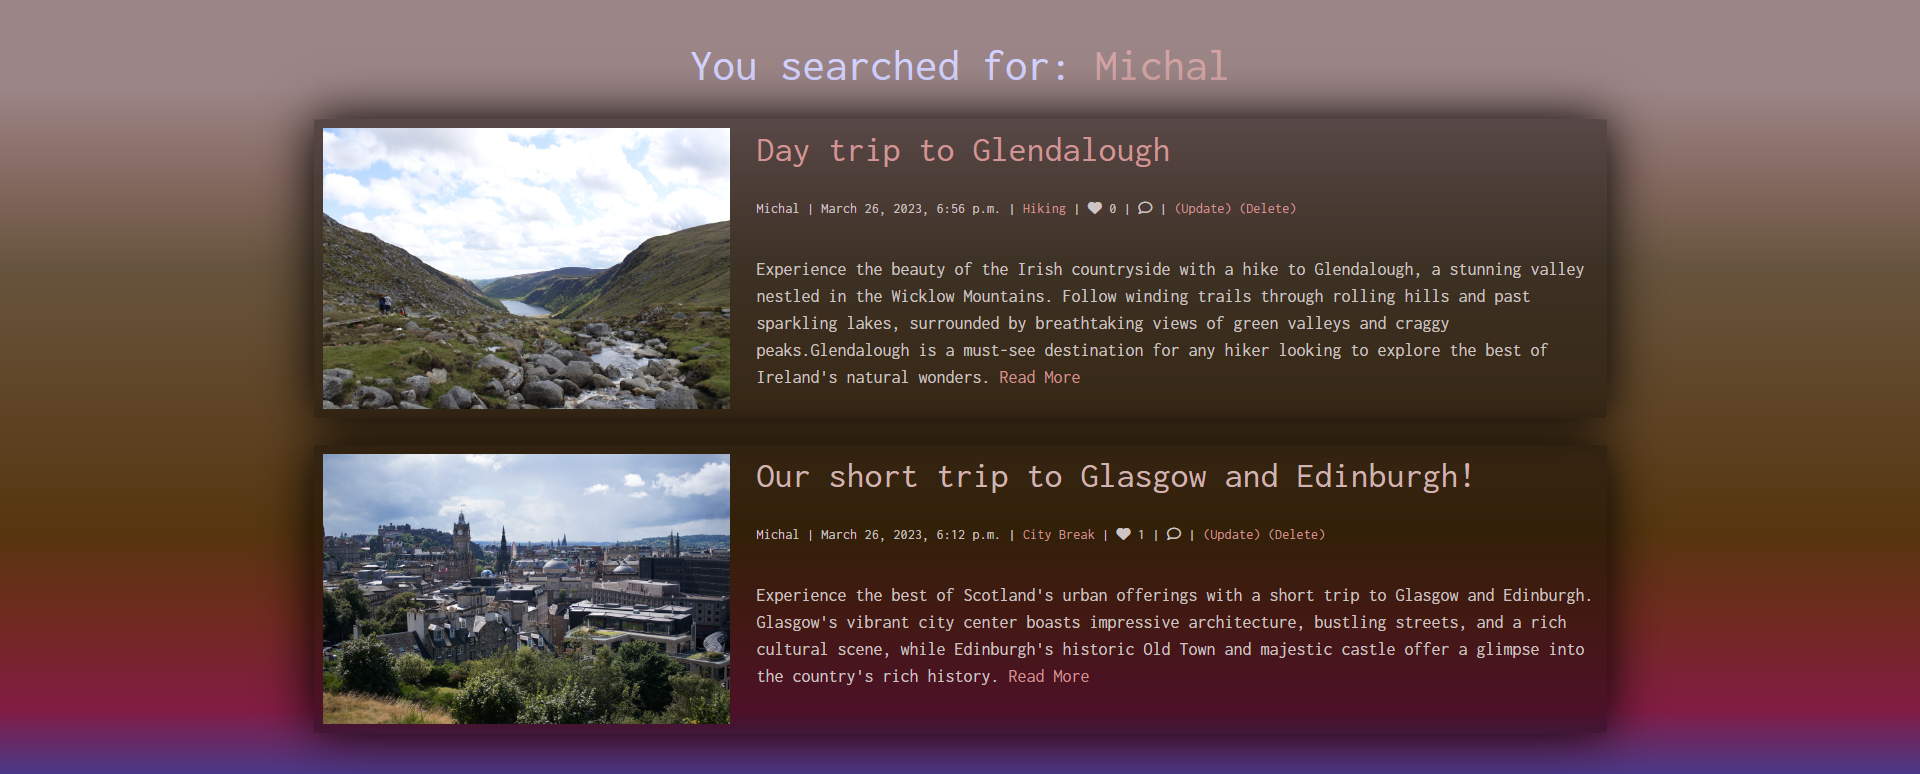 You searched for: Michal
Day trip to Glendalough
Michal | March 26, 2023, 6:56 p.m. | Hiking | 0 | | (Update) (Delete)
Experience the beauty of the Irish countryside with a hike to Glendalough, a stunning valley
nestled in the Wicklow Mountains. Follow winding trails through rolling hills and past
sparkling lakes, surrounded by breathtaking views of green valleys and craggy
peaks.Glendalough is a must-see destination for any hiker looking to explore the best of
Ireland's natural wonders. Read More
Our short trip to Glasgow and Edinburgh!
Michal | March 26, 2023, 6:12 p.m. | City Break | 1 | | (Update) (Delete)
Experience the best of Scotland's urban offerings with a short trip to Glasgow and Edinburgh.
Glasgow's vibrant city center boasts impressive architecture, bustling streets, and a rich
cultural scene, while Edinburgh's historic Old Town and majestic castle offer a glimpse into
the country's rich history. Read More